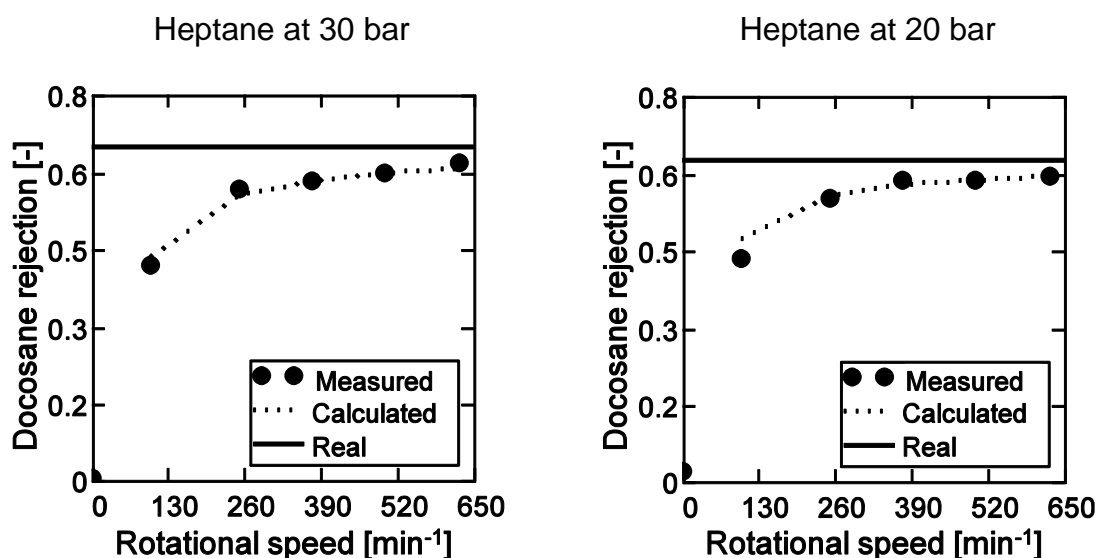 Heptane at 30 bar
0.8
0.6
0.5
0.3
0.2
0
Docosane rejection [-]
Measured
Calculated
Real
0 130 260 390 520 650
Rotational speed [min-1]
Heptane at 20 bar
0.8
0.6
0.5
0.3
0.2
0
Docosane rejection [-]
Measured
Calculated
Real
0 130 260 390 520 650
Rotational speed [min-1]